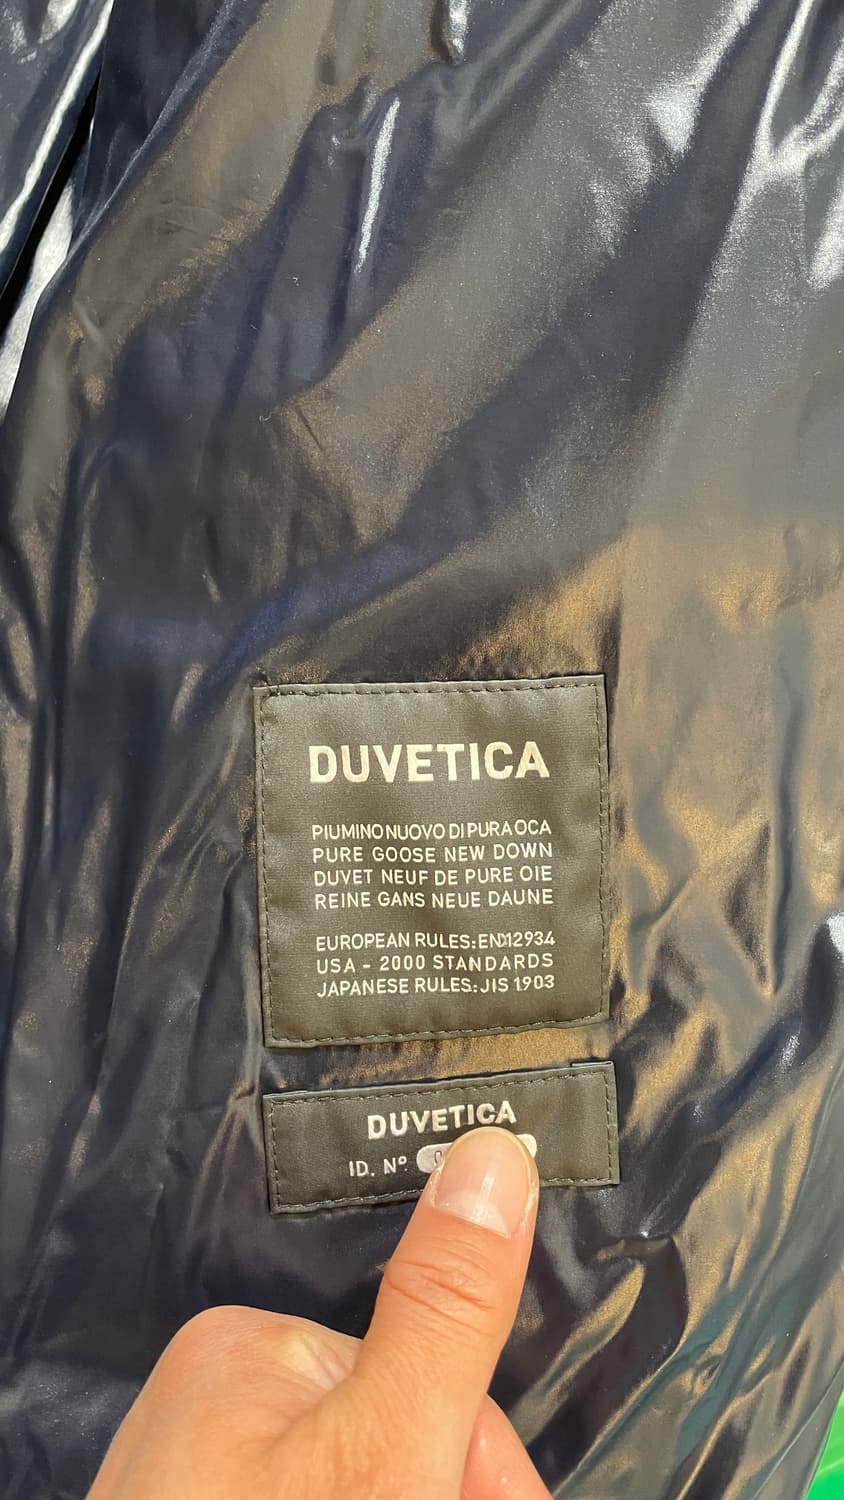 DUVETICA
PIUMINO NUOVO DI PURA OCA
PURE GOOSE NEW DOWN
DUVET NEUF DE PURE OIE
REINE GANS NEUE DAUNE
EUROPEAN RULES: EN12934
USA - 2000 STANDARDS
JAPANESE RULES: JIS 1903
DUVETICA
ID. Nº